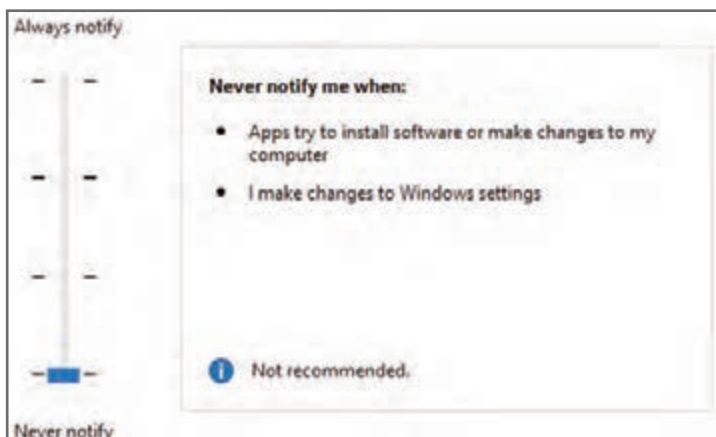 Always notify
Never notify me when:
• Apps try to install software or make changes to my
computer
• I make changes to Windows settings
Not recommended.
Never notify